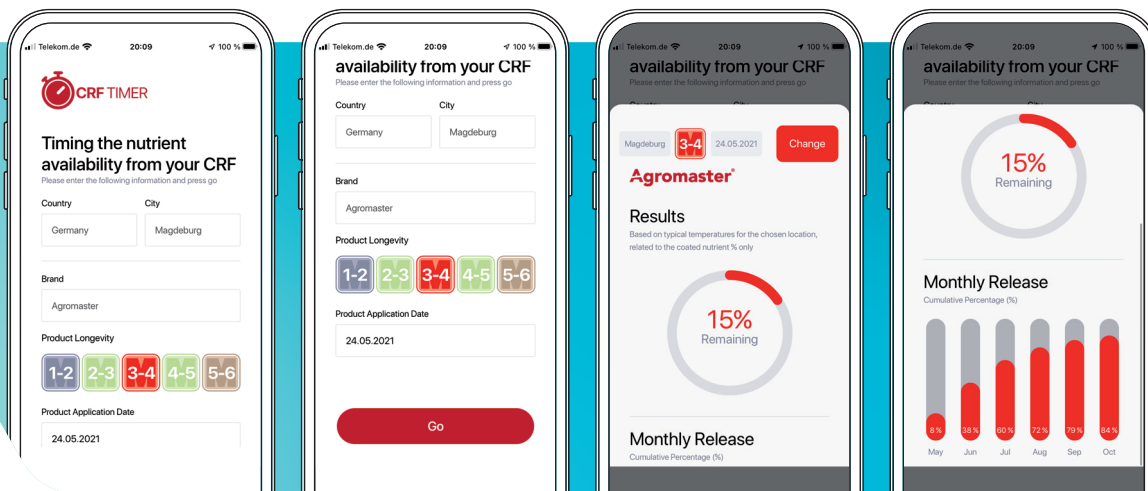 Telekom.de
20:09
100 %
CRF TIMER
Timing the nutrient
availability from your CRF
Please enter the following information and press go
Country
City
Germany
Magdeburg
Brand
Agromaster
Product Longevity
1-2
2-3
3-4
4-5
5-6
Product Application Date
24.05.2021
Telekom.de
20:09
100 %
availability from your CRF
Please enter the following information and press go
Country
City
Germany
Magdeburg
Brand
Agromaster
Product Longevity
1-2
2-3
3-4
4-5
5-6
Product Application Date
24.05.2021
Go
Telekom.de
20:09
100 %
availability from your CRF
Please enter the following information and press go
Magdeburg
3-4
24.05.2021
Change
Agromaster®
Results
Based on typical temperatures for the chosen location,
related to the coated nutrient % only
15%
Remaining
Monthly Release
Cumulative Percentage (%)
Telekom.de
20:09
100 %
availability from your CRF
Please enter the following information and press go
15%
Remaining
Monthly Release
Cumulative Percentage (%)
8 %
38 %
60 %
72 %
79 %
84 %
May
Jun
Jul
Aug
Sep
Oct